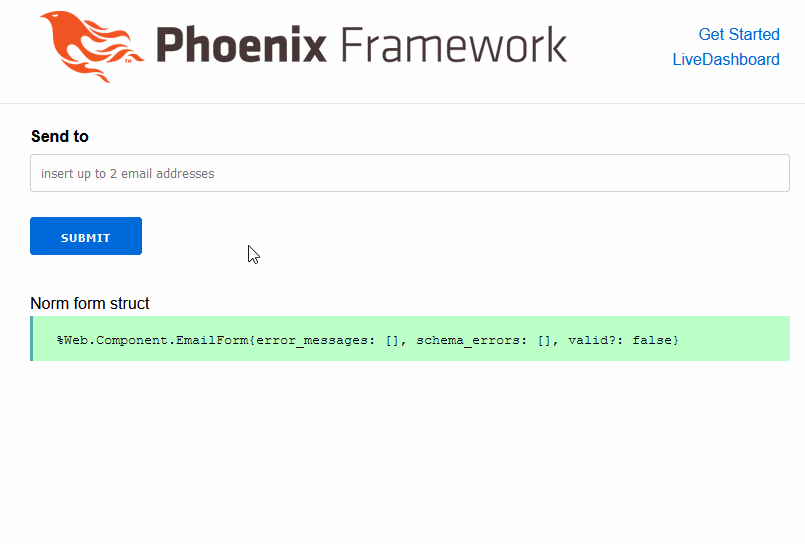 Phoenix Framework
Get Started
LiveDashboard
Send to
insert up to 2 email addresses
SUBMIT
Norm form struct
%Web.Component.EmailForm{error_messages: [], schema_errors: [], valid?: false}